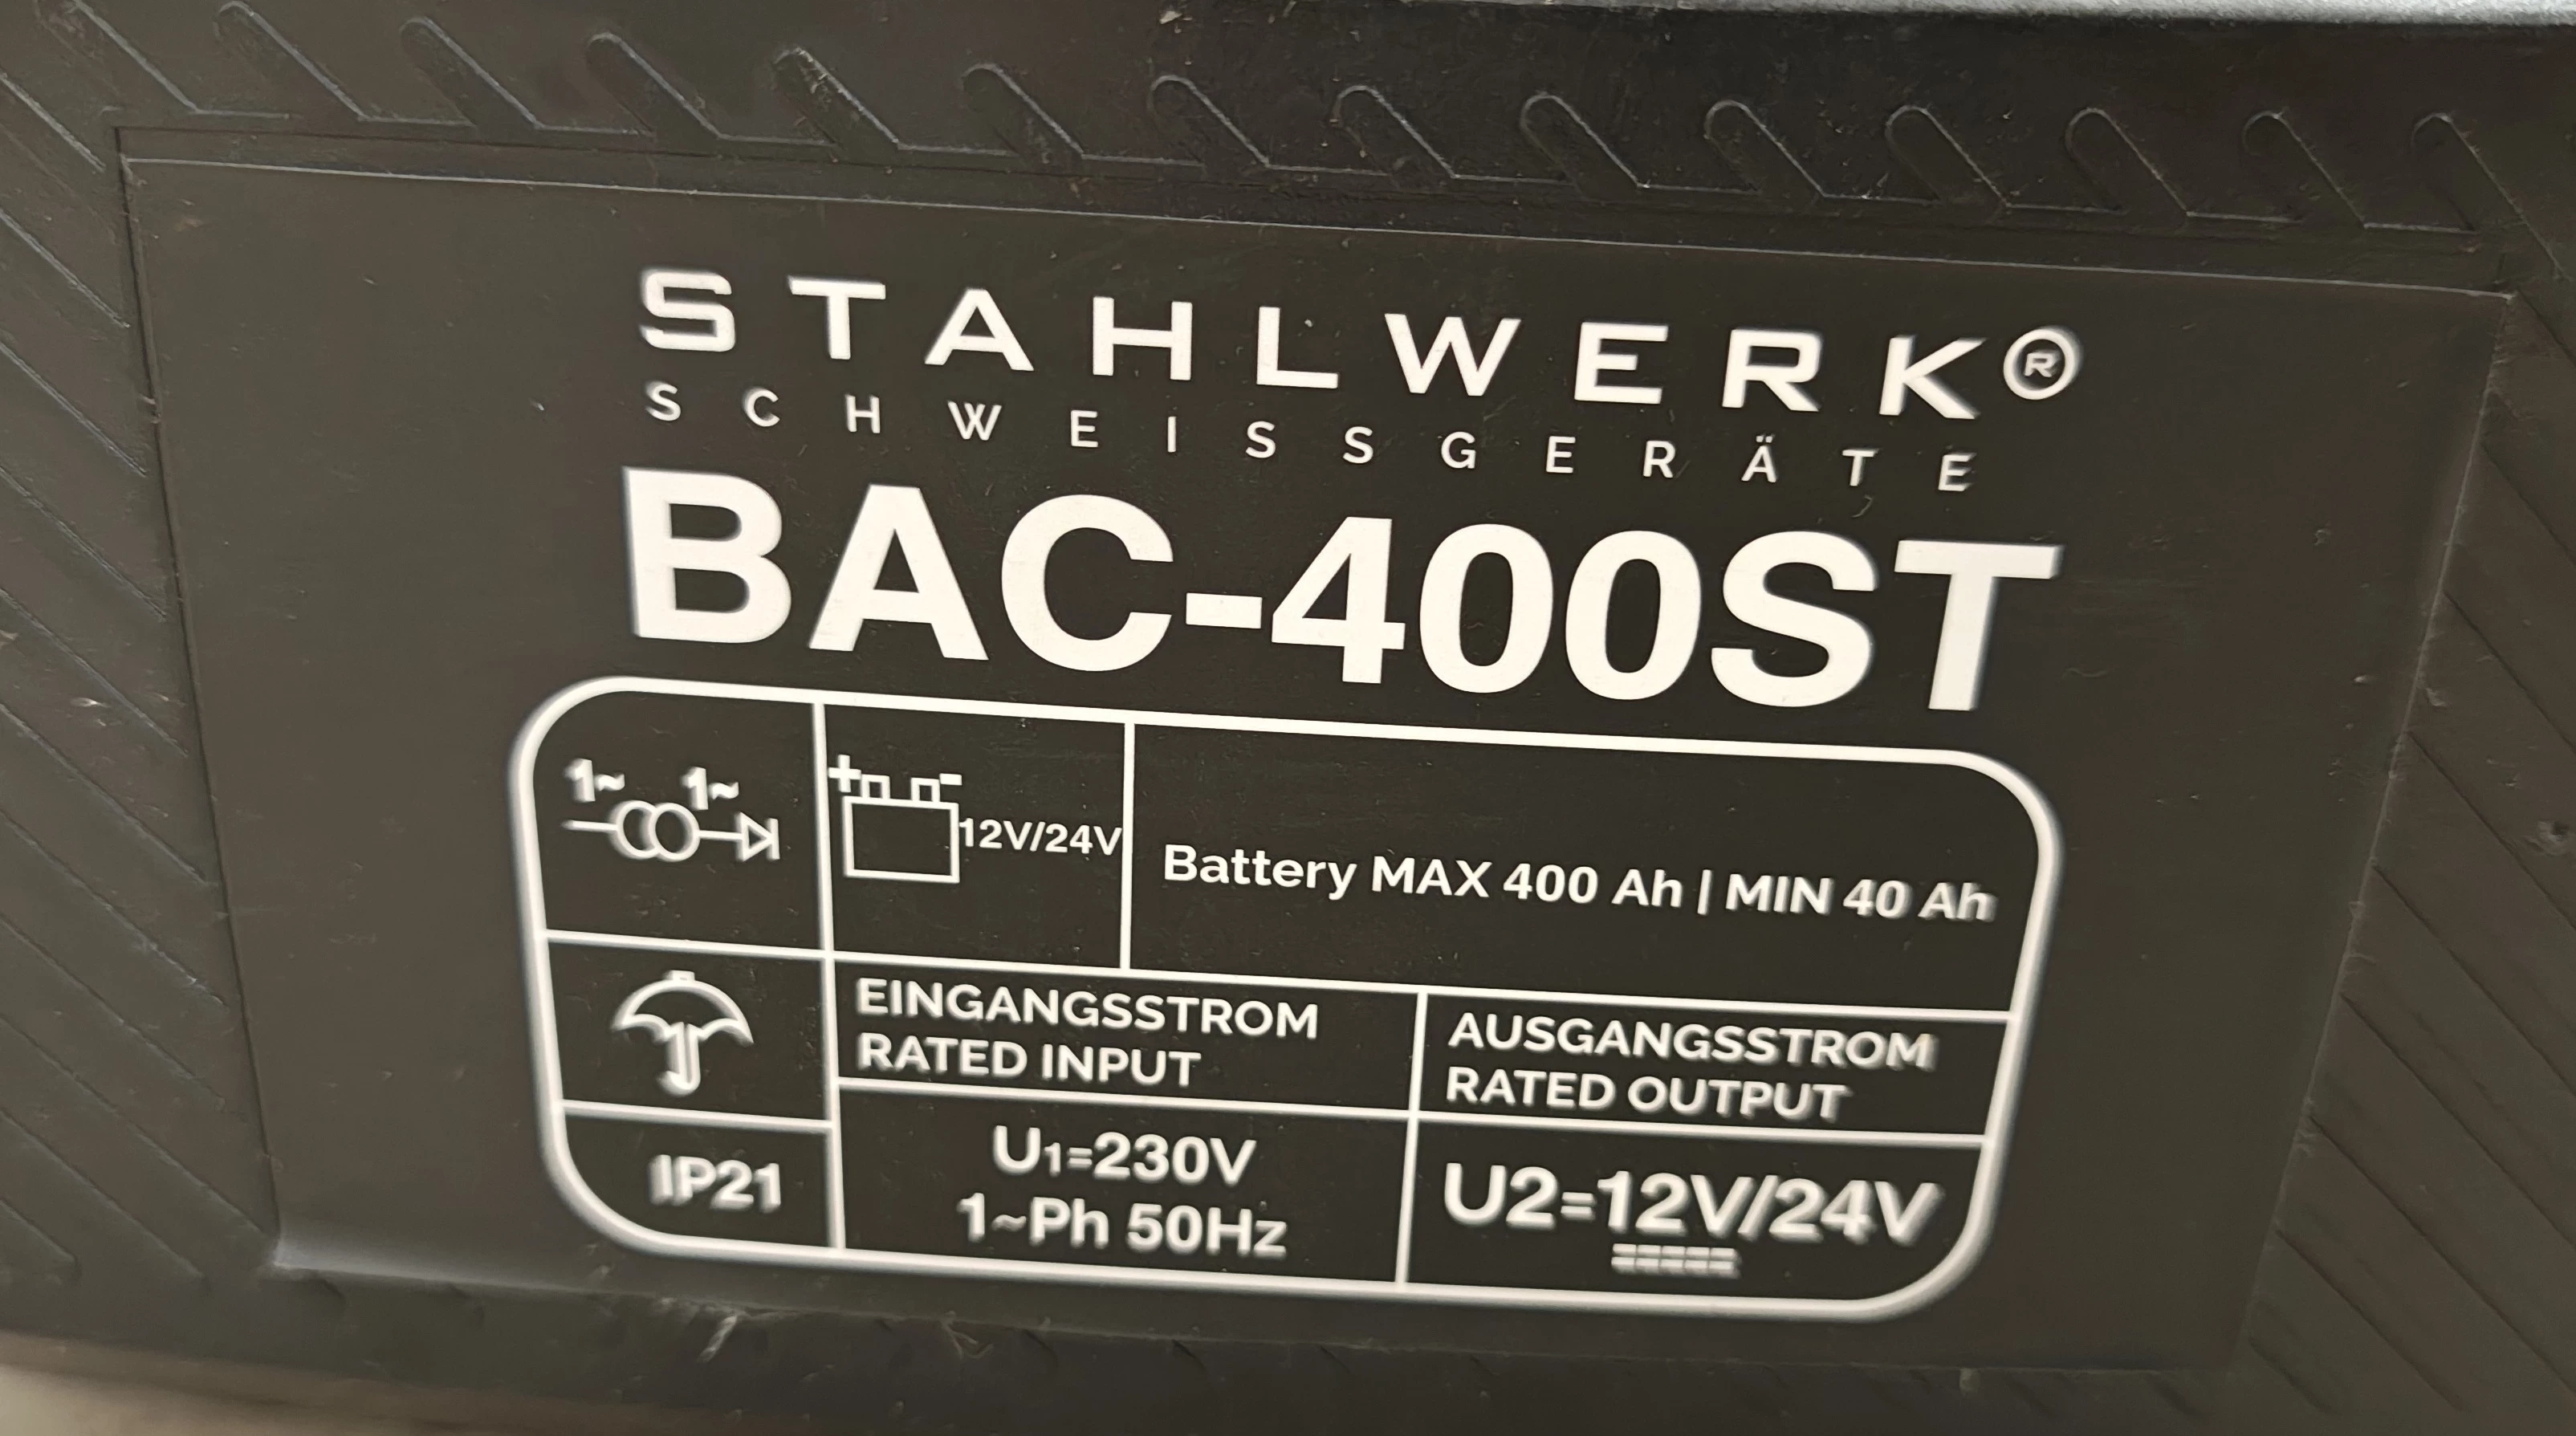 STAHLWERK®
SCHWEISSGERÄTE
BAC-400ST
1~ 1~
+ -
12V/24V
Battery MAX 400 Ah | MIN 40 Ah
EINGANGSSTROM
RATED INPUT
AUSGANGSSTROM
RATED OUTPUT
IP21
U1=230V
1~Ph 50Hz
U2=12V/24V